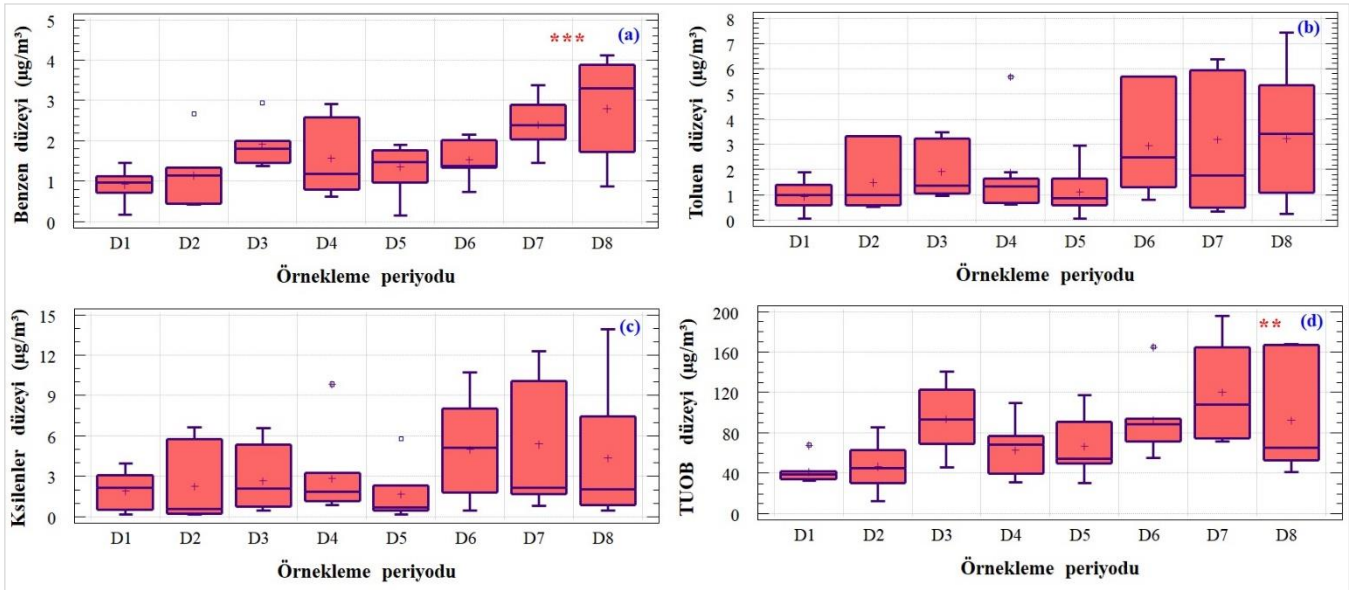 Benzen düzeyi (µg/m³)
5
4
3
2
1
0
*** (a)
D1 D2 D3 D4 D5 D6 D7 D8
Örnekleme periyodu
Toluen düzeyi (µg/m³)
8
7
6
5
4
3
2
1
0
(b)
D1 D2 D3 D4 D5 D6 D7 D8
Örnekleme periyodu
Ksilenler düzeyi (µg/m³)
15
12
9
6
3
0
(c)
D1 D2 D3 D4 D5 D6 D7 D8
Örnekleme periyodu
TUOB düzeyi (µg/m³)
200
160
120
80
40
0
** (d)
D1 D2 D3 D4 D5 D6 D7 D8
Örnekleme periyodu